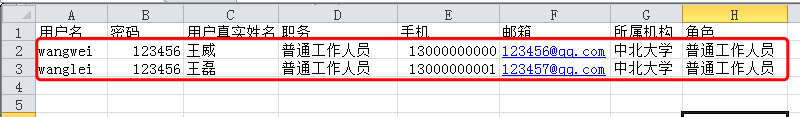 A B C D E F G H
1 用户名 密码 用户真实姓名 职务 手机 邮箱 所属机构 角色
2 wangwei 123456 王威 普通工作人员 13000000000 123456@qq.com 中北大学 普通工作人员
3 wanglei 123456 王磊 普通工作人员 13000000001 123457@qq.com 中北大学 普通工作人员
4
5